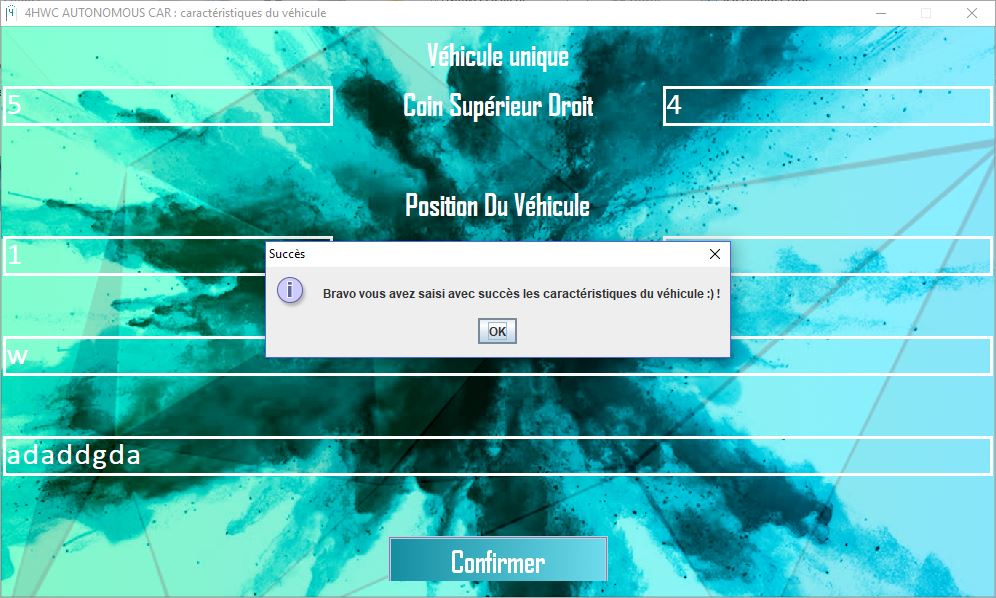 4HWC AUTONOMOUS CAR : caractéristiques du véhicule
Véhicule unique
5 Coin Supérieur Droit 4
Position Du Véhicule
1
Succès
Bravo vous avez saisi avec succès les caractéristiques du véhicule :) !
OK
w
adaddgda
Confirmer